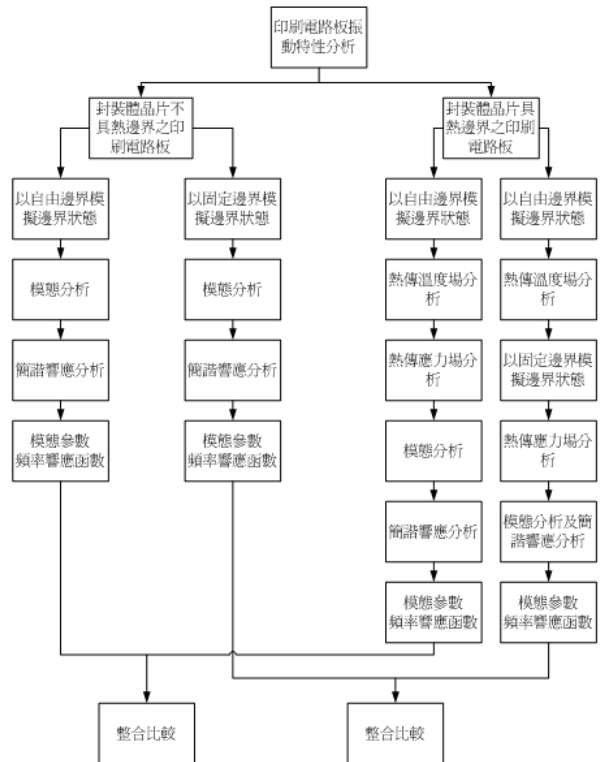 印刷電路板振
動特性分析
封裝體晶片不
具熱邊界之印
刷電路板
封裝體晶片具
熱邊界之印刷
電路板
以自由邊界模
擬邊界狀態
模態分析
簡諧響應分析
模態參數
頻率響應函數
以固定邊界模
擬邊界狀態
模態分析
簡諧響應分析
模態參數
頻率響應函數
以自由邊界模
擬邊界狀態
熱傳溫度場分
析
熱傳應力場分
析
模態分析
簡諧響應分析
模態參數
頻率響應函數
以自由邊界模
擬邊界狀態
熱傳溫度場分
析
以固定邊界模
擬邊界狀態
熱傳應力場分
析
模態分析及簡
諧響應分析
模態參數
頻率響應函數
整合比較
整合比較